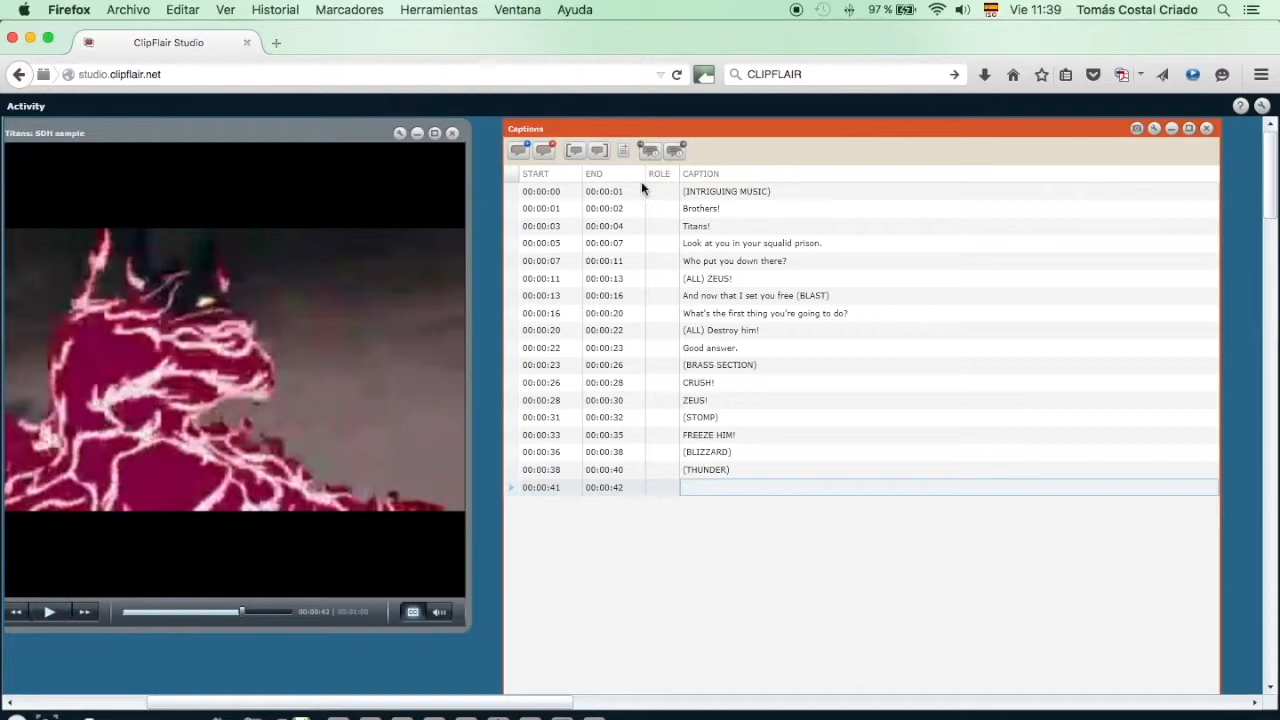 Firefox Archivo Editar Ver Historial Marcadores Herramientas Ventana Ayuda 97 % ISO Vie 11:39 Tomás Costal Criado
ClipFlair Studio
studio.clipflair.net CLIPFLAIR
Activity
Titans: SDH sample
Captions
START END ROLE CAPTION
00:00:00 00:00:01 (INTRIGUING MUSIC)
00:00:01 00:00:02 Brothers!
00:00:03 00:00:04 Titans!
00:00:05 00:00:07 Look at you in your squalid prison.
00:00:07 00:00:11 Who put you down there?
00:00:11 00:00:13 (ALL) ZEUS!
00:00:13 00:00:16 And now that I set you free (BLAST)
00:00:16 00:00:20 What's the first thing you're going to do?
00:00:20 00:00:22 (ALL) Destroy him!
00:00:22 00:00:23 Good answer.
00:00:23 00:00:26 (BRASS SECTION)
00:00:26 00:00:28 CRUSH!
00:00:28 00:00:30 ZEUS!
00:00:31 00:00:32 (STOMP)
00:00:33 00:00:35 FREEZE HIM!
00:00:36 00:00:38 (BLIZZARD)
00:00:38 00:00:40 (THUNDER)
00:00:41 00:00:42
00:00:42 | 00:01:00